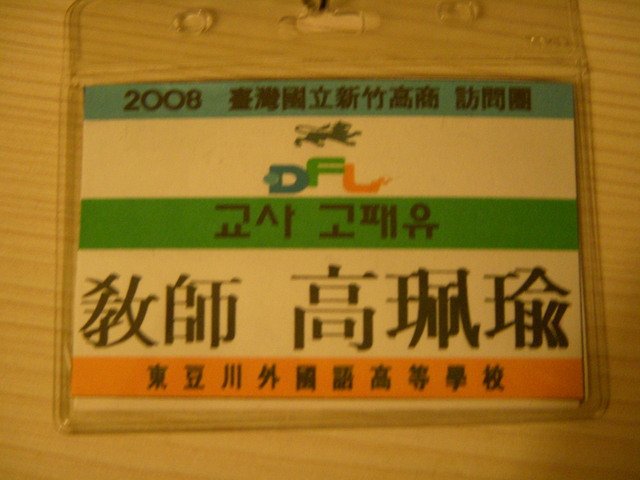 2008 臺灣國立新竹高商 訪問團
DFL
교사 고패유
敎師 高珮瑜
東豆川外國語高等學校